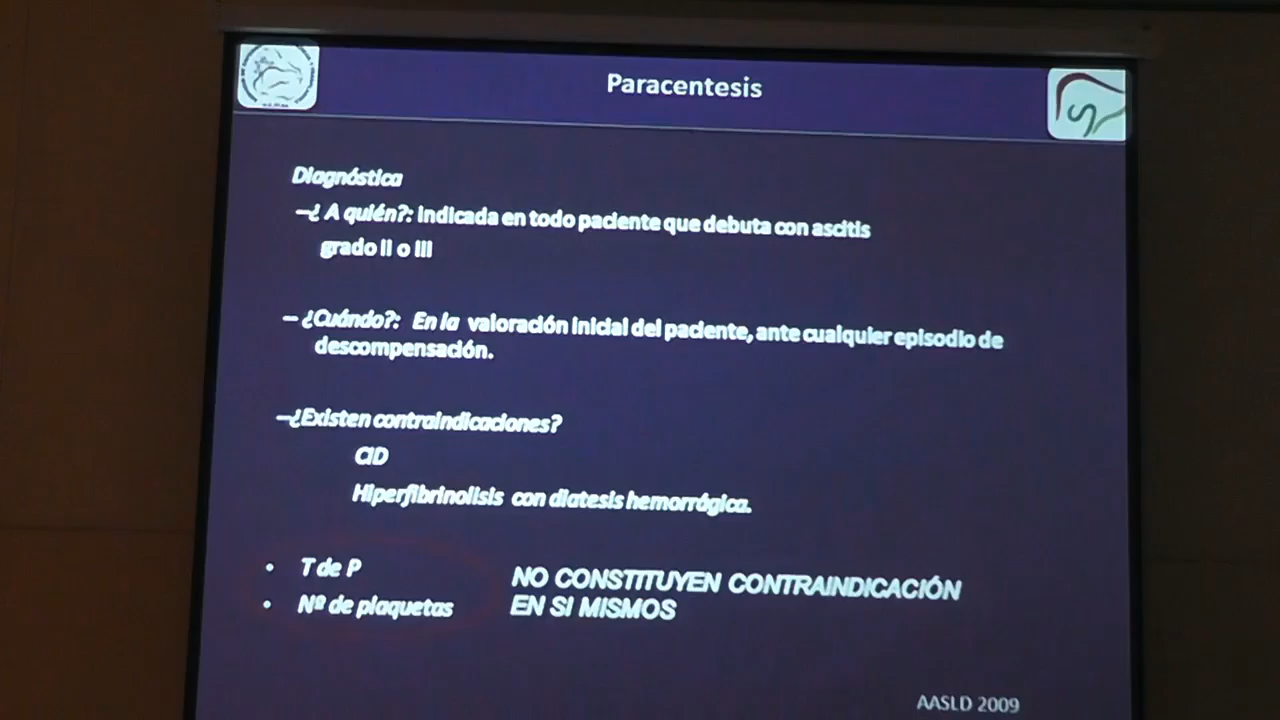 Paracentesis
Diagnóstica
–¿ A quién?: Indicada en todo paciente que debuta con ascitis
grado II o III
– ¿Cuándo?: En la valoración inicial del paciente, ante cualquier episodio de
descompensación.
–¿Existen contraindicaciones?
CID
Hiperfibrinolisis con diatesis hemorrágica.
• T de P
• Nº de plaquetas
NO CONSTITUYEN CONTRAINDICACIÓN
EN SI MISMOS
AASLD 2009